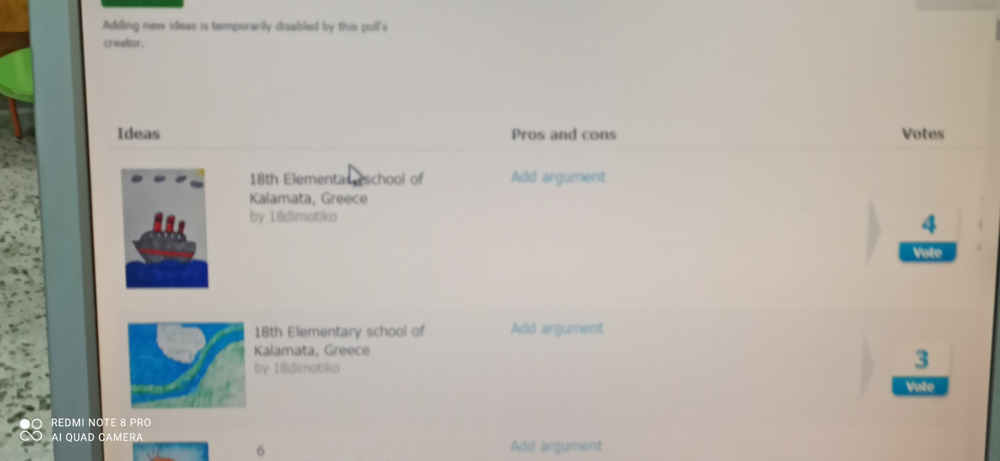 Adding new ideas is temporarily disabled by this poll's
creator.
Ideas
Pros and cons
Votes
18th Elementary school of
Kalamata, Greece
by 18dimotiko
Add argument
4
Vote
18th Elementary school of
Kalamata, Greece
by 18dimotiko
Add argument
3
Vote
6
Add argument
REDMI NOTE 8 PRO
AI QUAD CAMERA